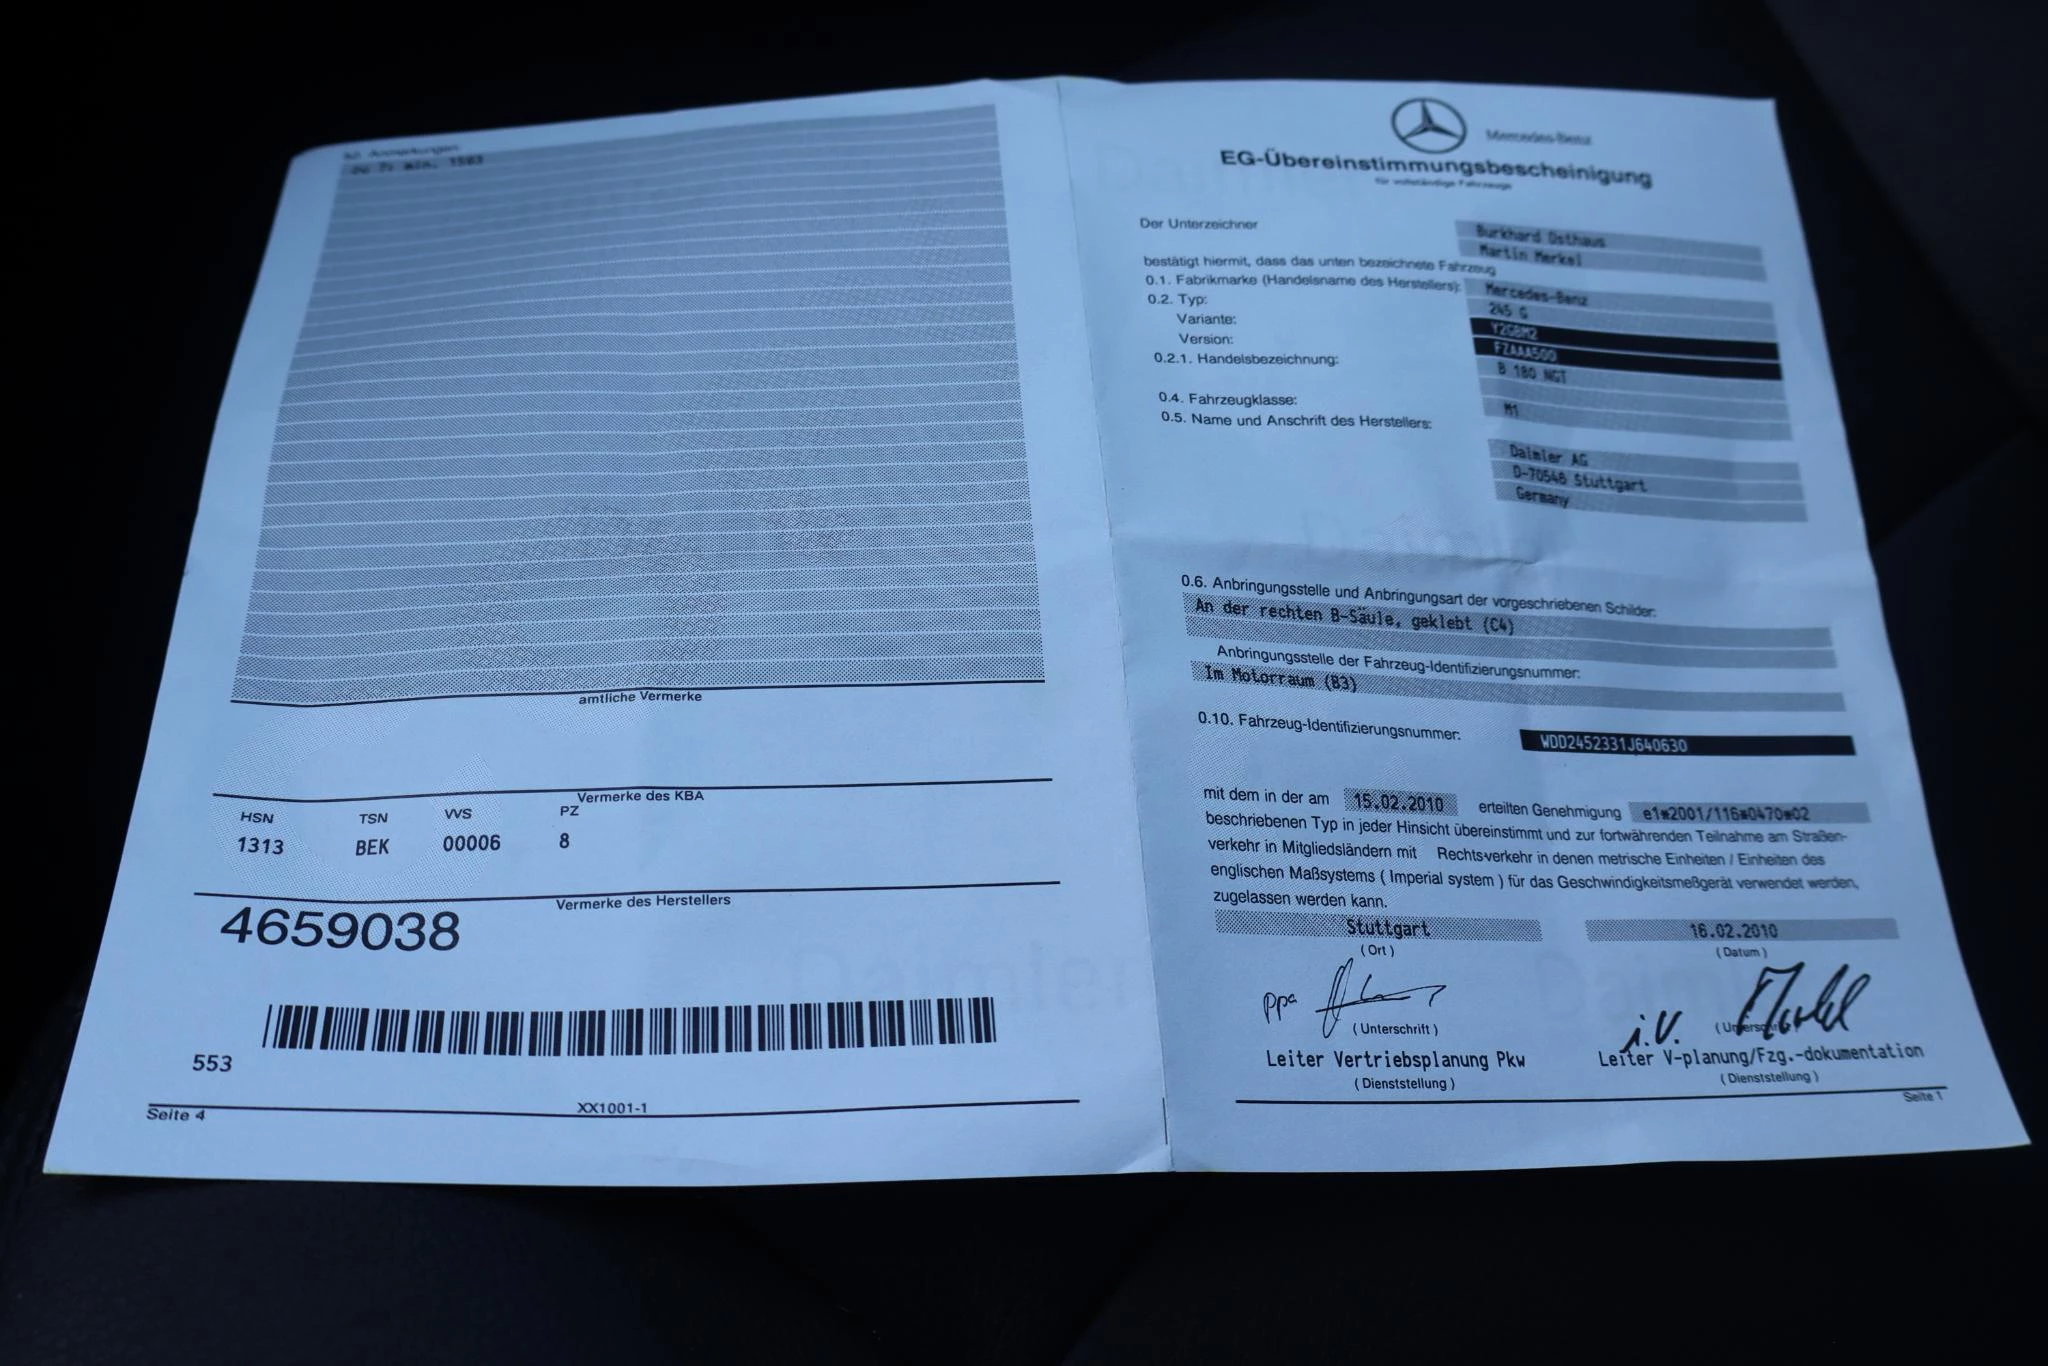 50. Anmerkungen
zu 7: min. 1583
amtliche Vermerke
Vermerke des KBA
HSN TSN VVS PZ
1313 BEK 00006 8
Vermerke des Herstellers
4659038
553
Seite 4
XX1001-1
Mercedes-Benz
EG-Übereinstimmungsbescheinigung
für vollständige Fahrzeuge
Der Unterzeichner Burkhard Osthaus
Martin Merkel
bestätigt hiermit, dass das unten bezeichnete Fahrzeug
0.1. Fabrikmarke (Handelsname des Herstellers): Mercedes-Benz
0.2. Typ: 245 G
Variante: Y2GBM2
Version: FZAAA500
0.2.1. Handelsbezeichnung: B 180 NGT
0.4. Fahrzeugklasse: M1
0.5. Name und Anschrift des Herstellers:
Daimler AG
D-70546 Stuttgart
Germany
0.6. Anbringungsstelle und Anbringungsart der vorgeschriebenen Schilder:
An der rechten B-Säule, geklebt (C4)
Anbringungsstelle der Fahrzeug-Identifizierungsnummer:
Im Motorraum (B3)
0.10. Fahrzeug-Identifizierungsnummer: WDD2452331J640630
mit dem in der am 15.02.2010 erteilten Genehmigung e1*2001/116*0470*02
beschriebenen Typ in jeder Hinsicht übereinstimmt und zur fortwährenden Teilnahme am Straßen-
verkehr in Mitgliedsländern mit Rechtsverkehr in denen metrische Einheiten / Einheiten des
englischen Maßsystems ( Imperial system ) für das Geschwindigkeitsmeßgerät verwendet werden,
zugelassen werden kann.
Stuttgart 16.02.2010
( Ort ) ( Datum )
ppa i.V.
( Unterschrift ) ( Unterschrift )
Leiter Vertriebsplanung Pkw Leiter V-planung/Fzg.-dokumentation
( Dienststellung ) ( Dienststellung )
Seite 1